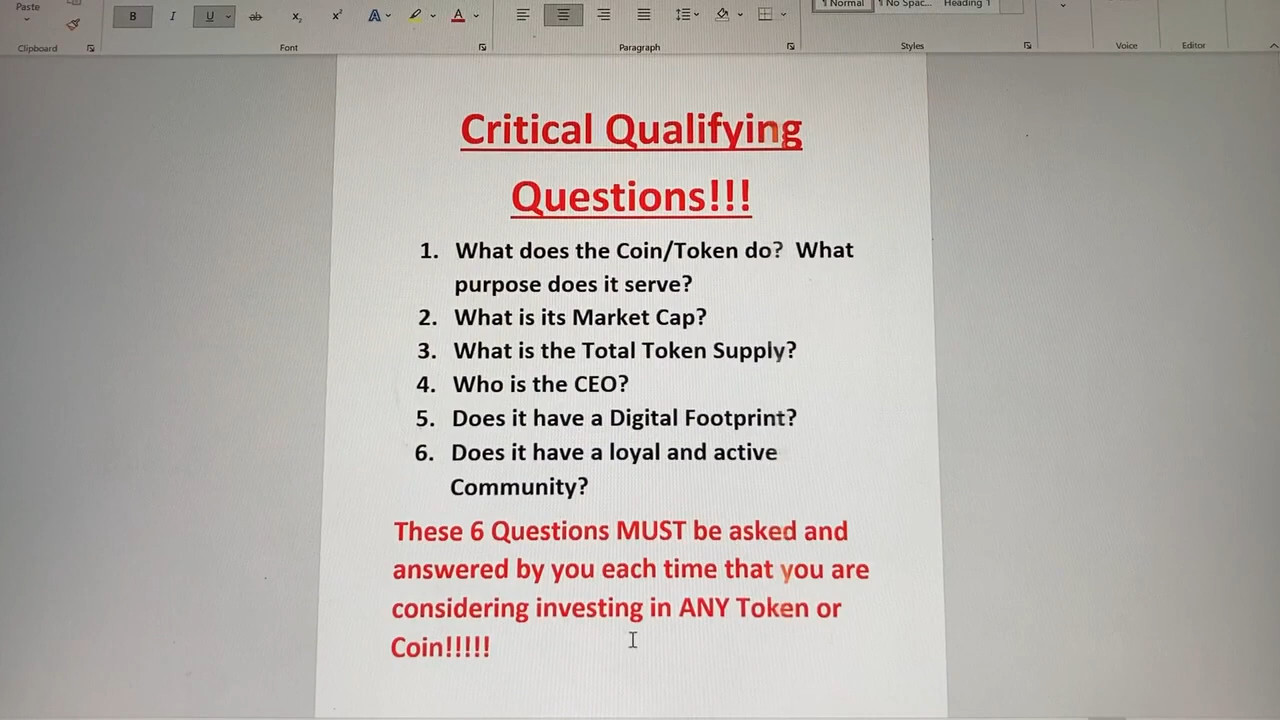 Paste
B I U ab x₂ x² A A
¶ Normal ¶ No Spac... Heading 1
Clipboard Font Paragraph Styles Voice Editor
Critical Qualifying
Questions!!!
1. What does the Coin/Token do? What
purpose does it serve?
2. What is its Market Cap?
3. What is the Total Token Supply?
4. Who is the CEO?
5. Does it have a Digital Footprint?
6. Does it have a loyal and active
Community?
These 6 Questions MUST be asked and
answered by you each time that you are
considering investing in ANY Token or
Coin!!!!!